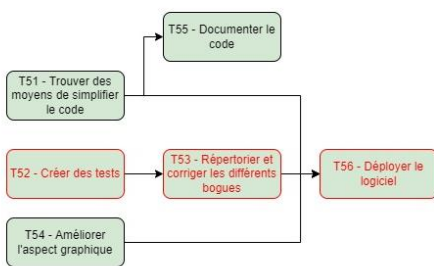 T55 - Documenter le
code
T51 - Trouver des
moyens de simplifier
le code
T52 - Créer des tests
T53 - Répertorier et
corriger les différents
bogues
T56 - Déployer le
logiciel
T54 - Améliorer
l'aspect graphique